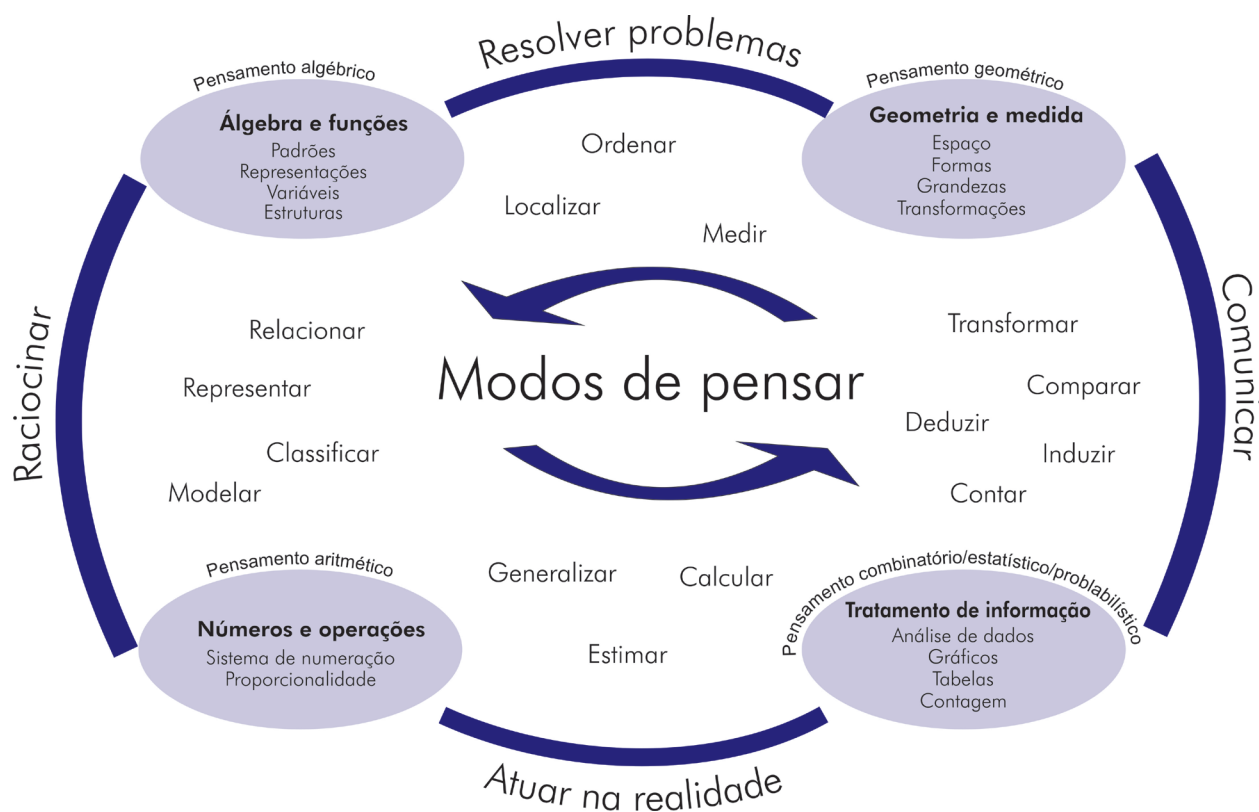 Resolver problemas
Pensamento algébrico
Álgebra e funções
Padrões
Representações
Variáveis
Estruturas
Pensamento geométrico
Geometria e medida
Espaço
Formas
Grandezas
Transformações
Ordenar
Localizar
Medir
Raciocinar
Comunicar
Relacionar
Representar
Classificar
Modelar
Modos de pensar
Transformar
Comparar
Deduzir
Induzir
Contar
Generalizar
Calcular
Estimar
Pensamento aritmético
Números e operações
Sistema de numeração
Proporcionalidade
Pensamento combinatório/estatístico/problabilístico
Tratamento de informação
Análise de dados
Gráficos
Tabelas
Contagem
Atuar na realidade